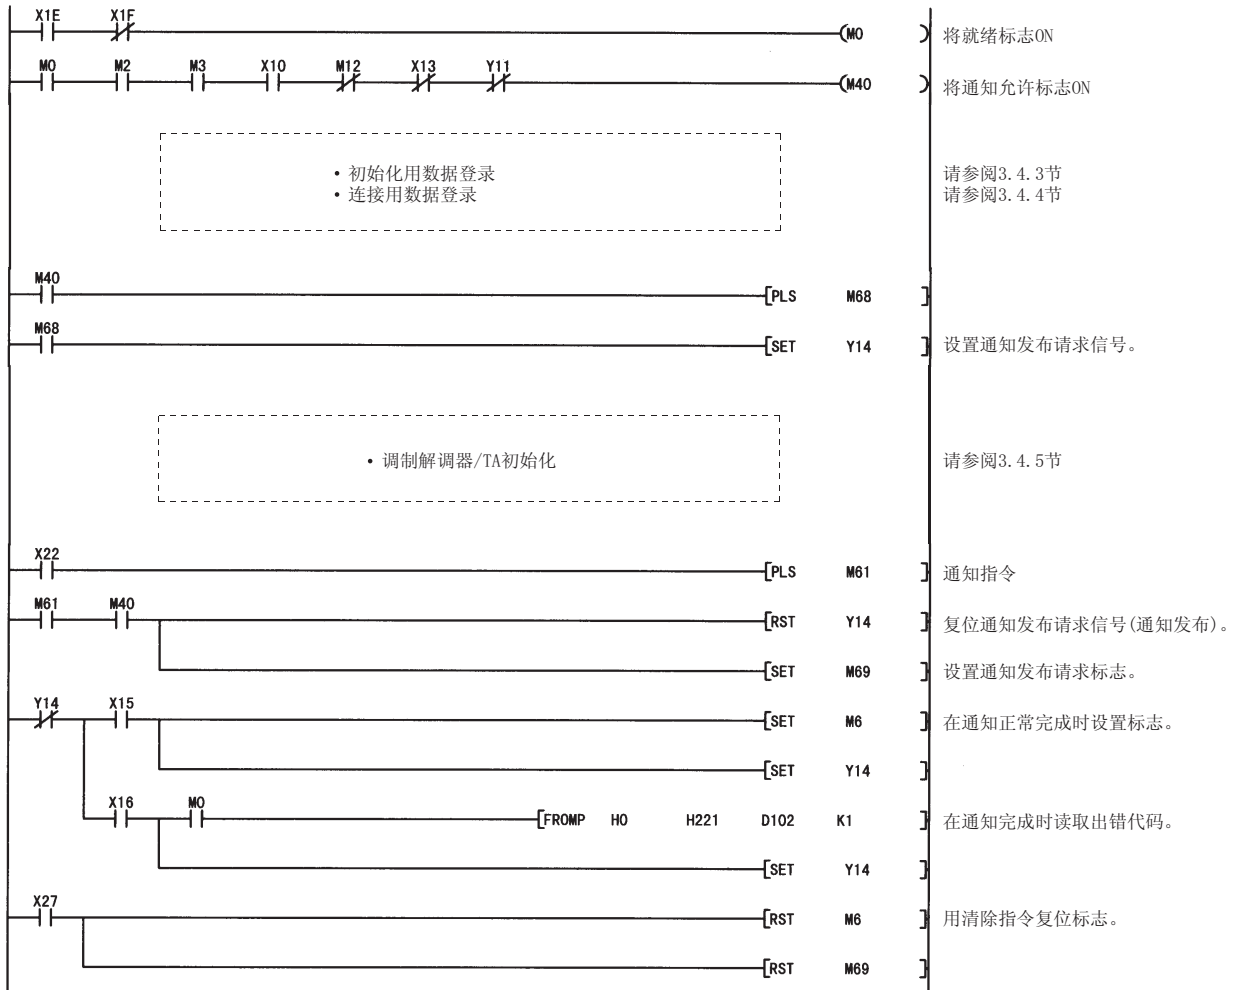 X1E X1F
(M0 ) 将就绪标志ON
M0 M2 M3 X10 M12 X13 Y11
(M40 ) 将通知允许标志ON
• 初始化用数据登录 请参阅3.4.3节
• 连接用数据登录 请参阅3.4.4节
M40
[PLS M68 ]
M68
[SET Y14 ] 设置通知发布请求信号。
• 调制解调器/TA初始化 请参阅3.4.5节
X22
[PLS M61 ] 通知指令
M61 M40
[RST Y14 ] 复位通知发布请求信号(通知发布)。
[SET M69 ] 设置通知发布请求标志。
Y14 X15
[SET M6 ] 在通知正常完成时设置标志。
[SET Y14 ]
X16 M0
[FROMP H0 H221 D102 K1 ] 在通知完成时读取出错代码。
[SET Y14 ]
X27
[RST M6 ] 用清除指令复位标志。
[RST M69 ]